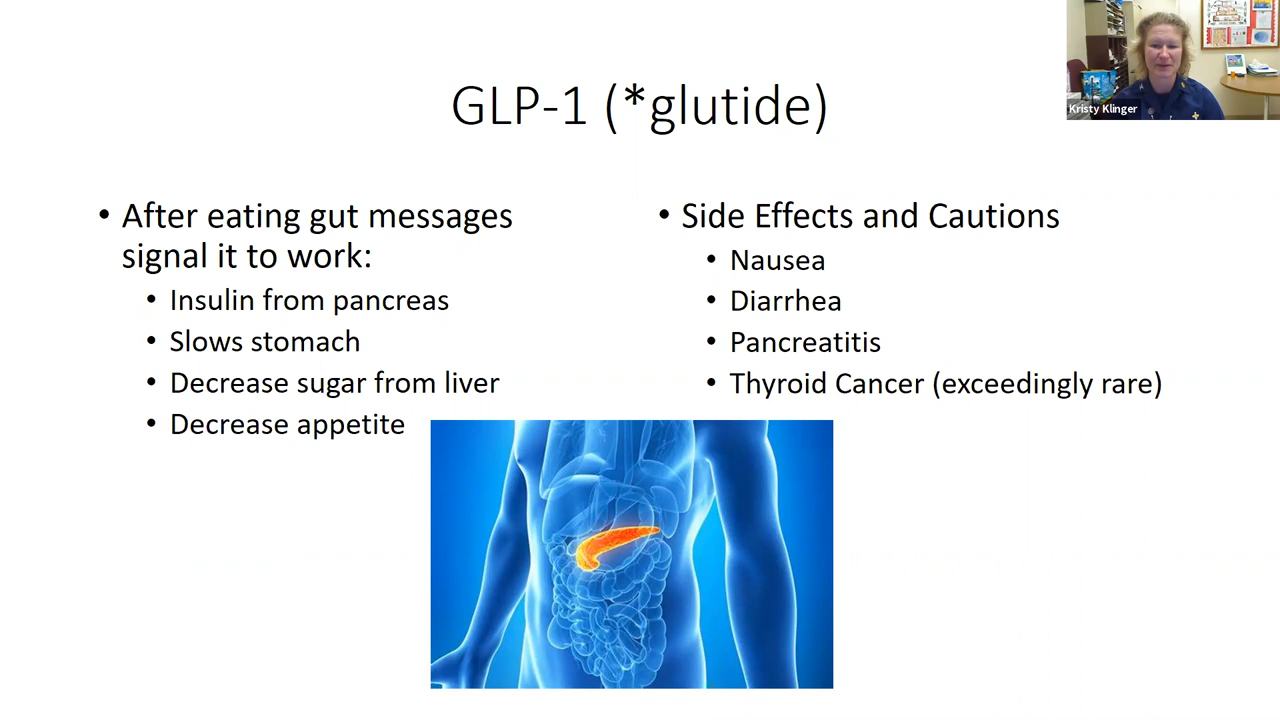 GLP-1 (*glutide)
Kristy Klinger
• After eating gut messages
signal it to work:
• Insulin from pancreas
• Slows stomach
• Decrease sugar from liver
• Decrease appetite
• Side Effects and Cautions
• Nausea
• Diarrhea
• Pancreatitis
• Thyroid Cancer (exceedingly rare)